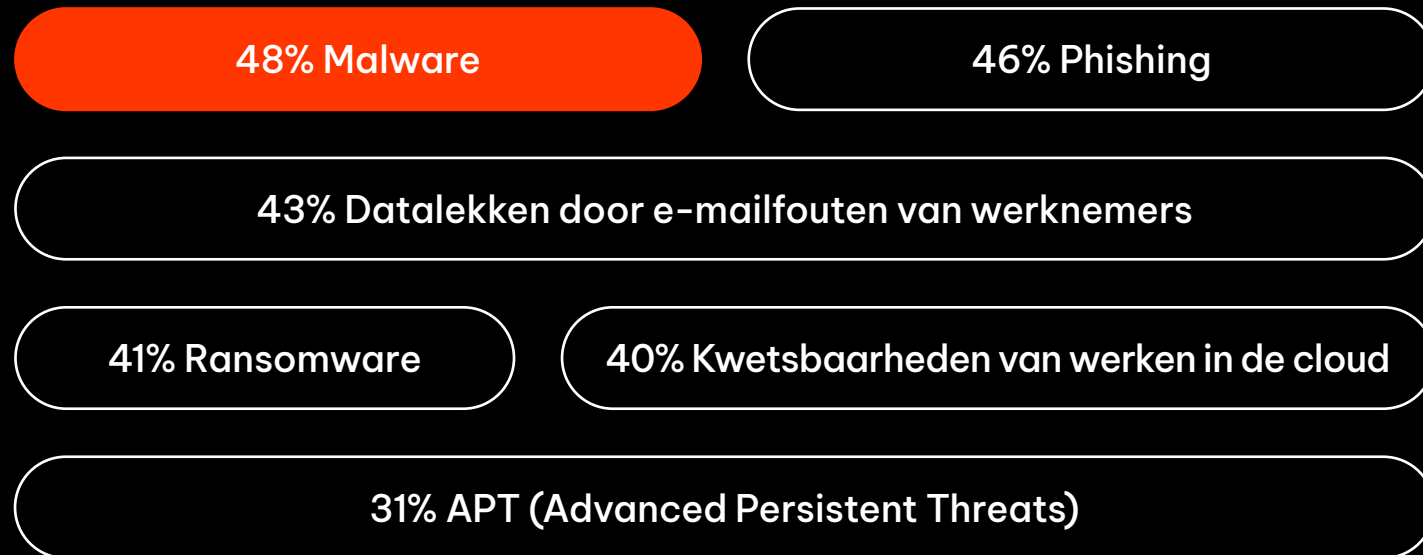 48% Malware
46% Phishing
43% Datalekken door e-mailfouten van werknemers
41% Ransomware
40% Kwetsbaarheden van werken in de cloud
31% APT (Advanced Persistent Threats)